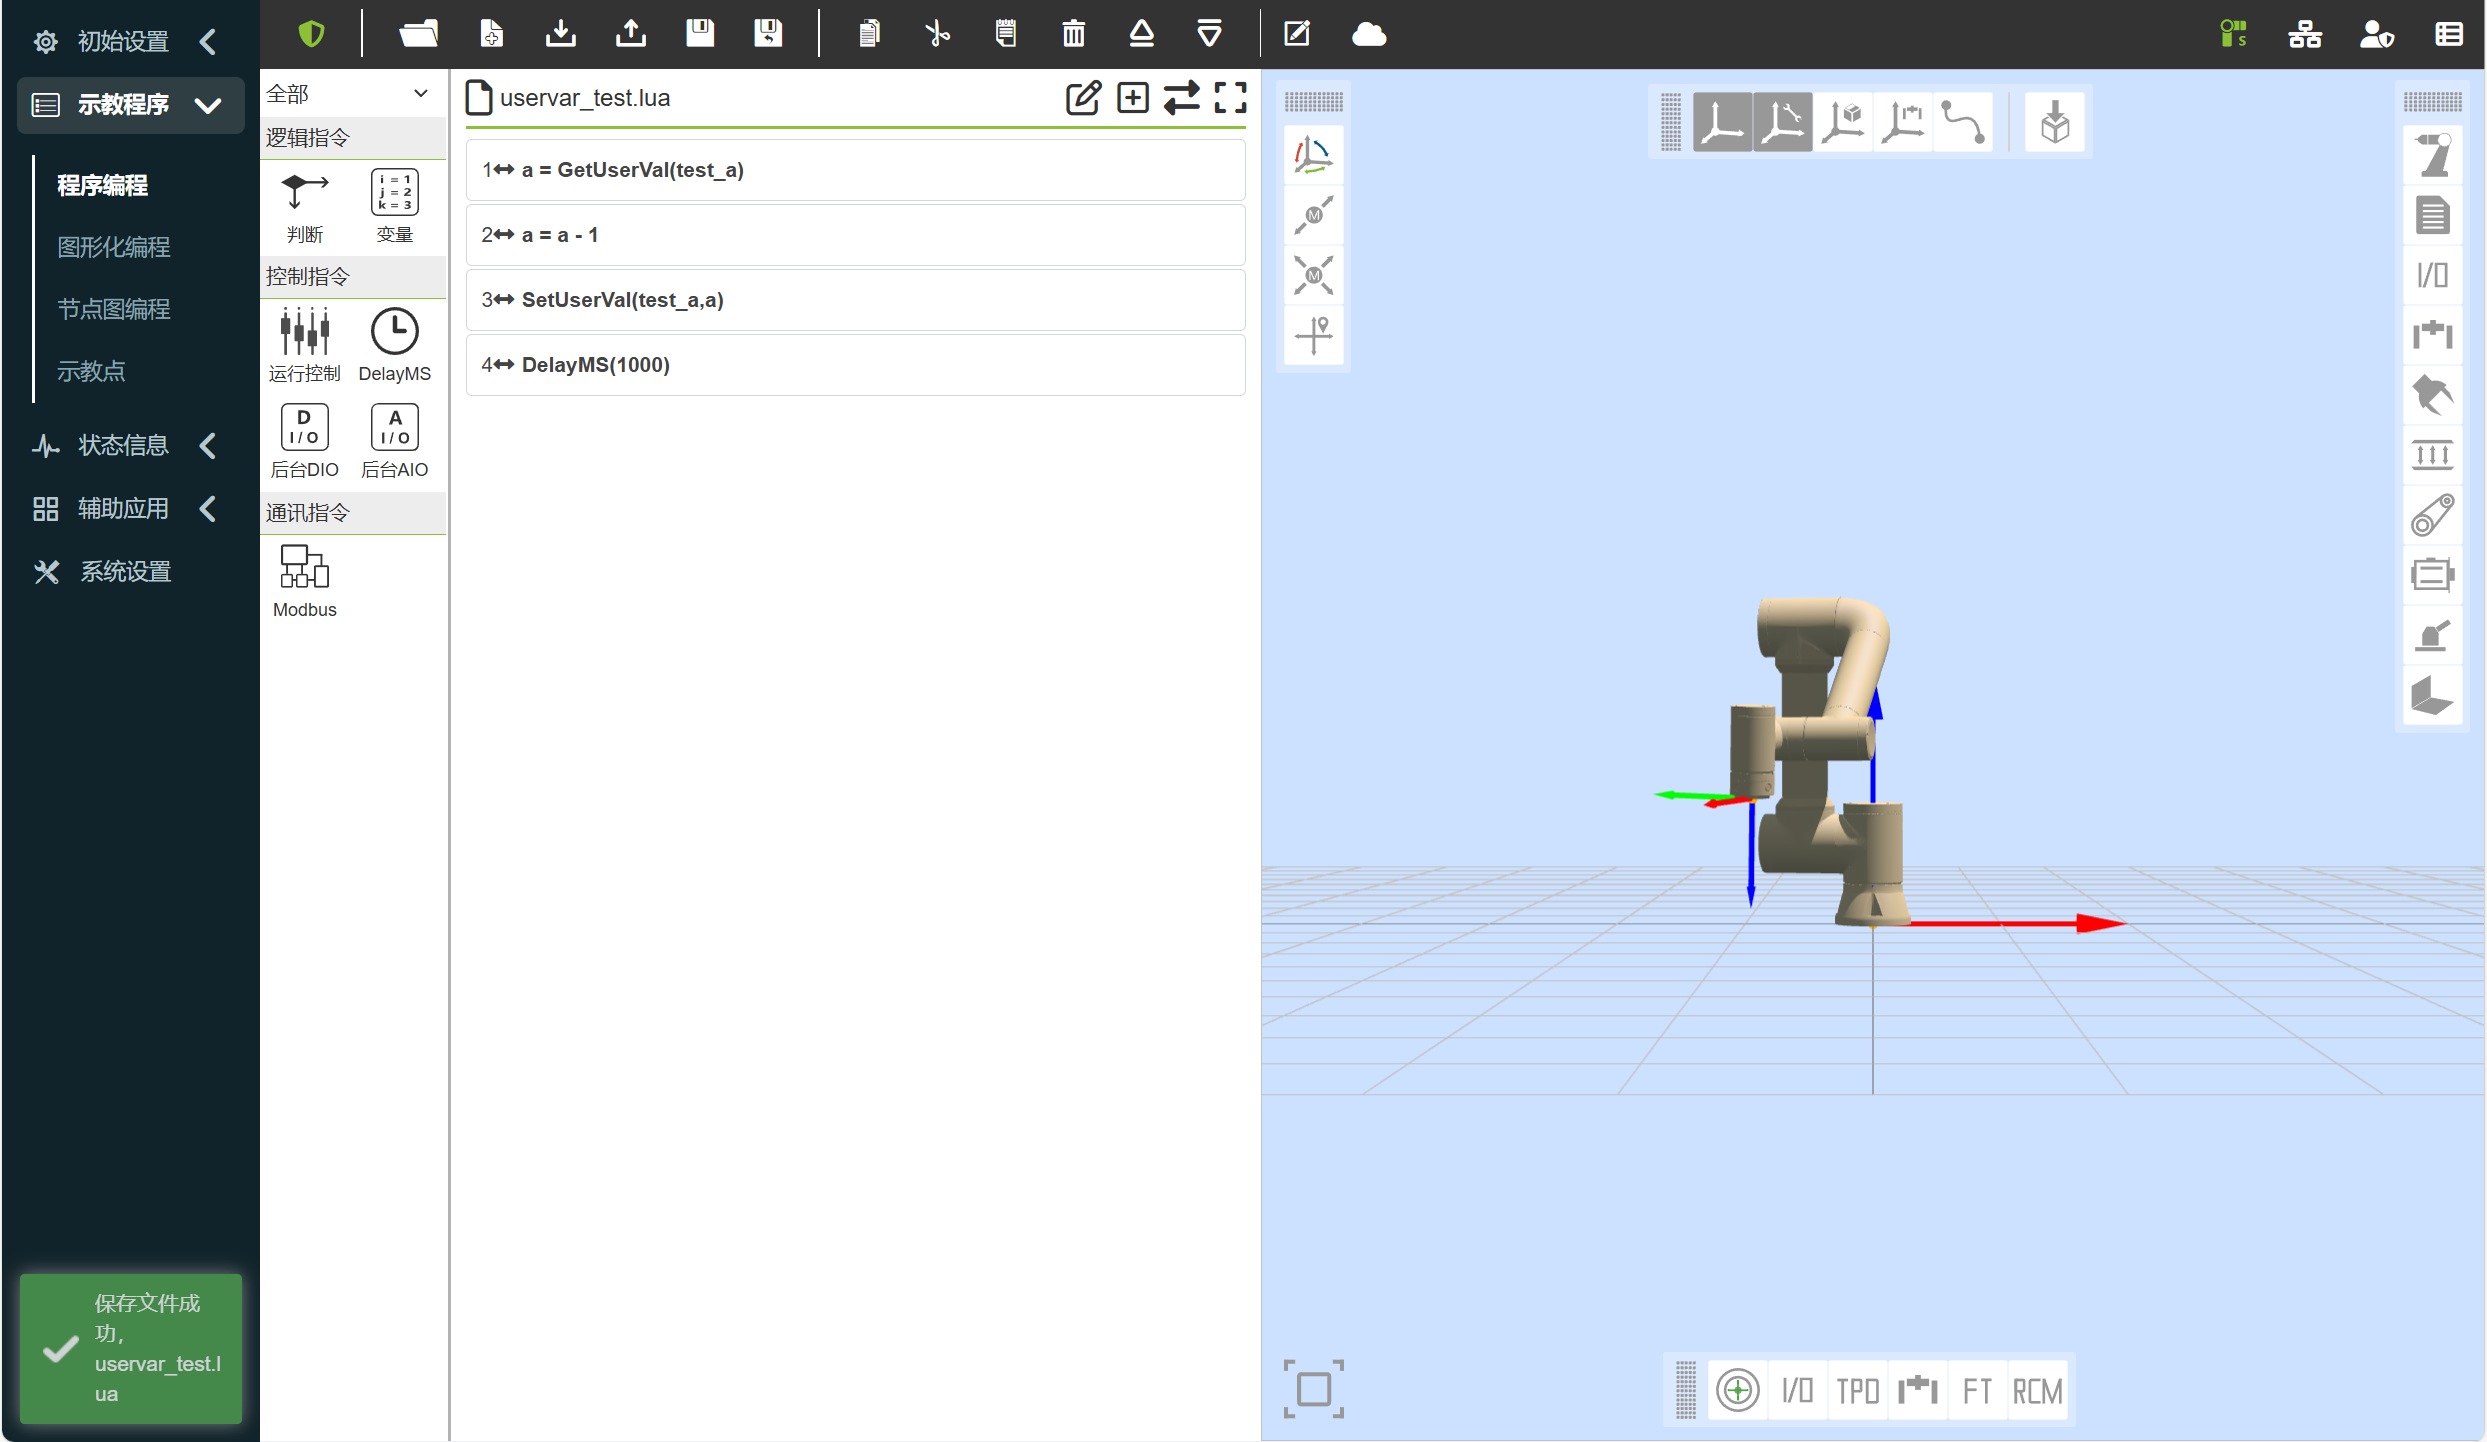 初始设置
示教程序
程序编程
图形化编程
节点图编程
示教点
状态信息
辅助应用
系统设置
保存文件成
功，
uservar_test.l
ua
S
全部
逻辑指令
i = 1
j = 2
k = 3
判断
变量
控制指令
运行控制
DelayMS
D
I/O
A
I/O
后台DIO
后台AIO
通讯指令
Modbus
uservar_test.lua
1 a = GetUserVal(test_a)
2 a = a - 1
3 SetUserVal(test_a,a)
4 DelayMS(1000)
M
M
I/O
I/O
TPD
FT
RCM